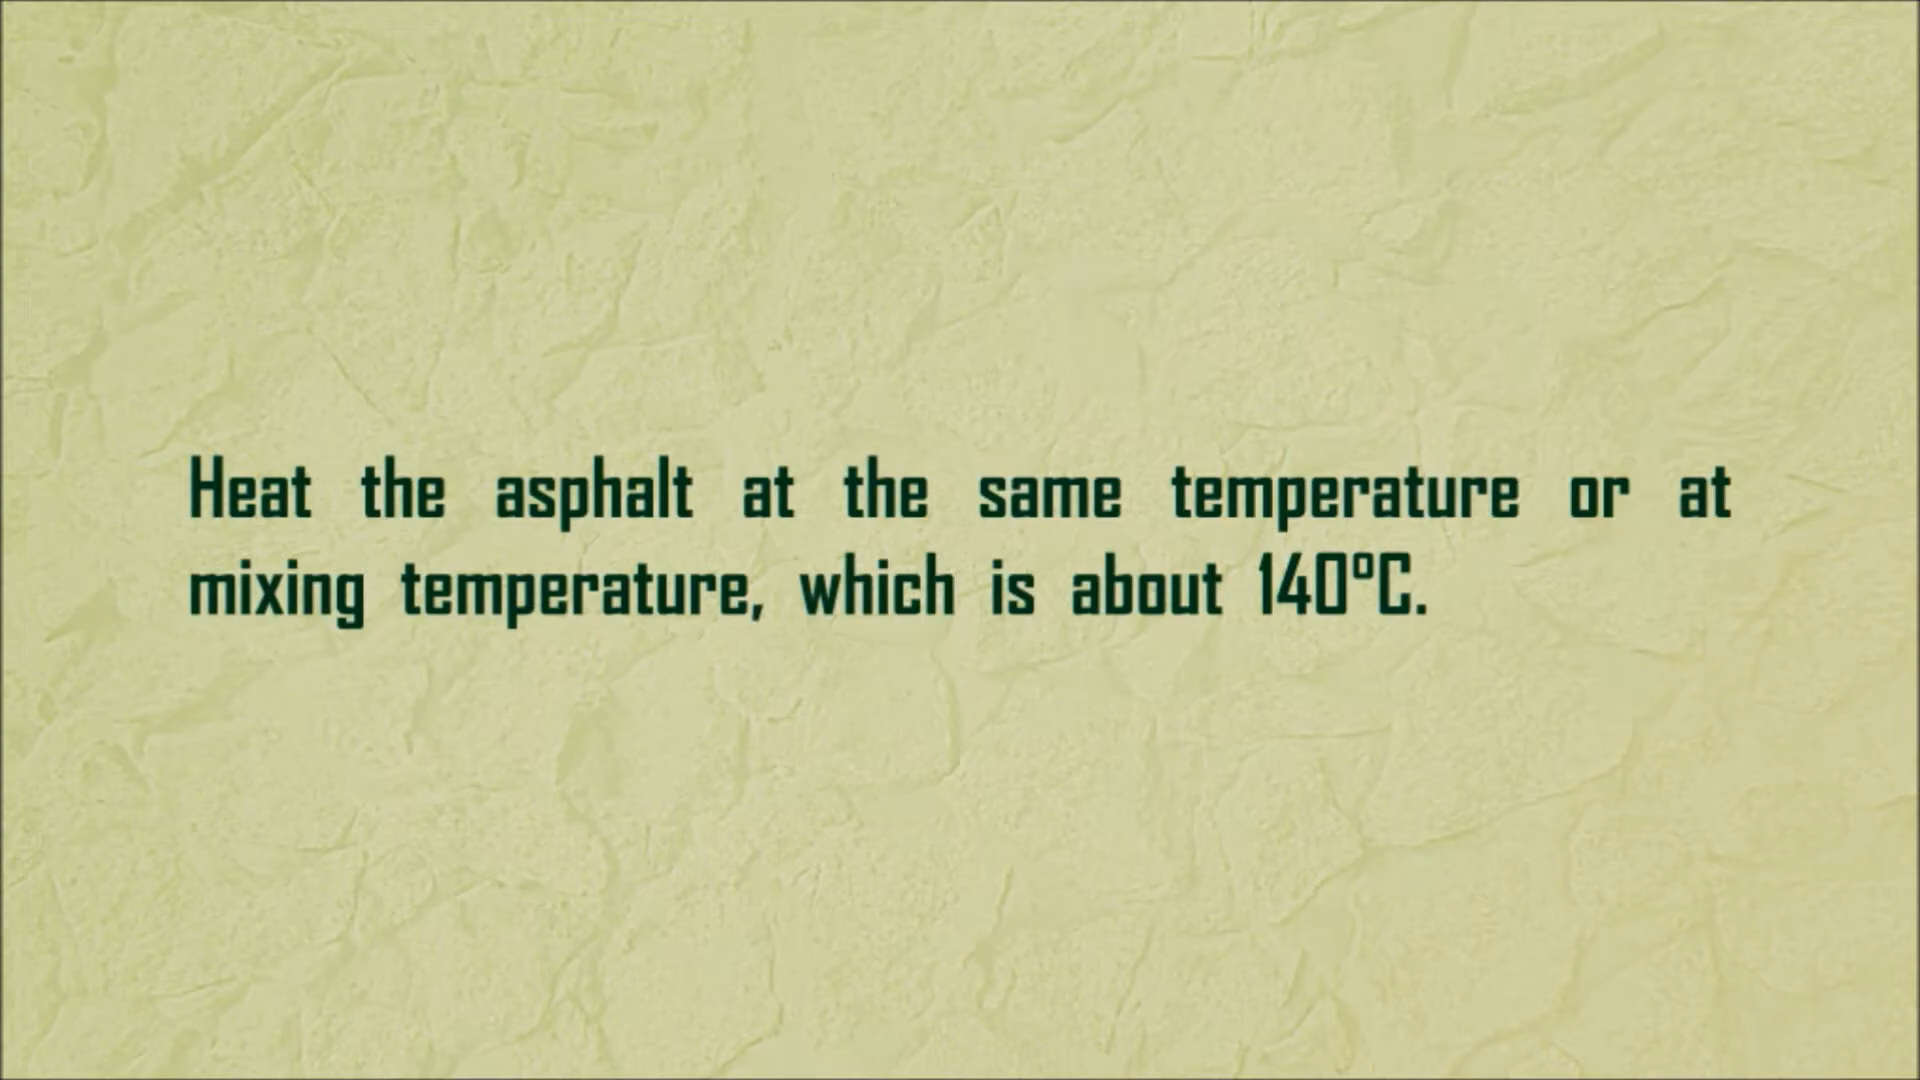 Heat the asphalt at the same temperature or at
mixing temperature, which is about 140°C.